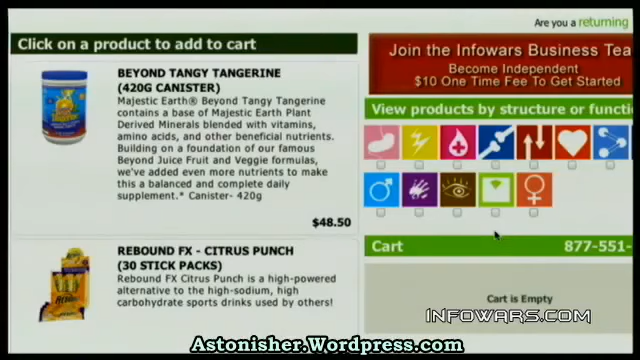 Are you a returning
Click on a product to add to cart
BEYOND TANGY TANGERINE
(420G CANISTER)
Majestic Earth® Beyond Tangy Tangerine
contains a base of Majestic Earth Plant
Derived Minerals blended with vitamins,
amino acids, and other beneficial nutrients.
Building on a foundation of our famous
Beyond Juice Fruit and Veggie formulas,
we've added even more nutrients to make
this a balanced and complete daily
supplement.* Canister- 420g
$48.50
REBOUND FX - CITRUS PUNCH
(30 STICK PACKS)
Rebound FX Citrus Punch is a high-powered
alternative to the high-sodium, high
carbohydrate sports drinks used by others!
Join the Infowars Business Tea
Become Independent
$10 One Time Fee To Get Started
View products by structure or functi
Cart 877-551-
Cart is Empty
INFOWARS.COM
Astonisher.Wordpress.com